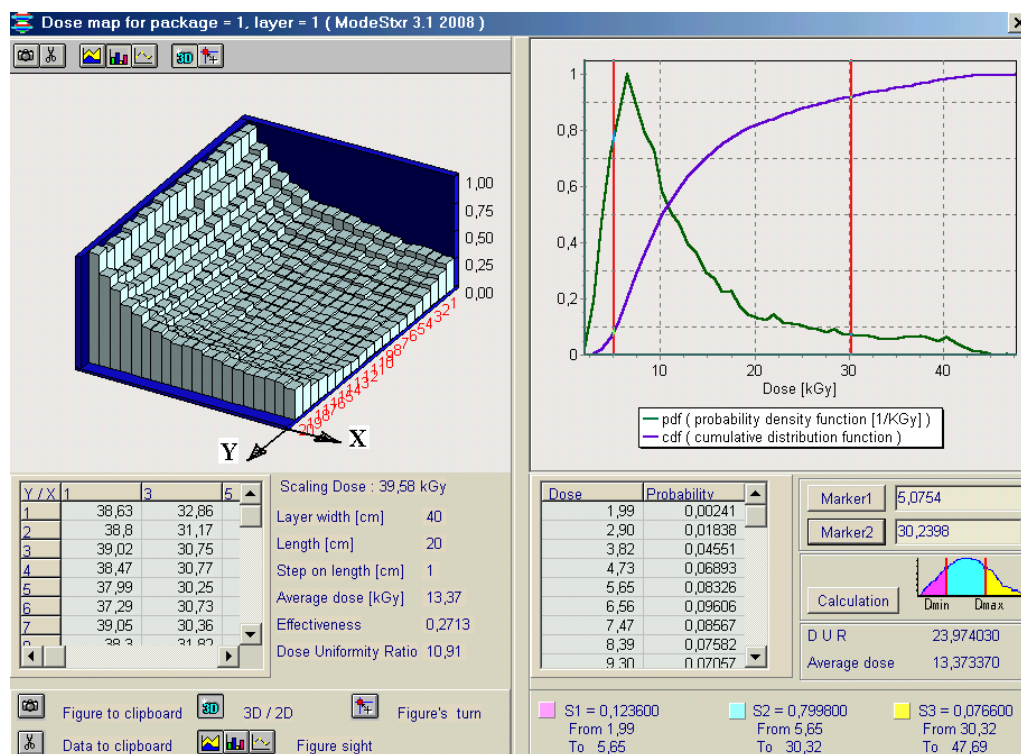 Dose map for package = 1, layer = 1 ( ModeStxr 3.1 2008 )
3D
1,00
0,75
0,50
0,25
0,00
Y
X
1
0,8
0,6
0,4
0,2
0
10 20 30 40
Dose [kGy]
pdf ( probability density function [1/KGy] )
cdf ( cumulative distribution function )
Y / X 1 3 5
1 38,63 32,86
2 38,8 31,17
3 39,02 30,75
4 38,47 30,77
5 37,99 30,25
6 37,29 30,73
7 39,05 30,36
38,3 31,82
Scaling Dose : 39,58 kGy
Layer width [cm] 40
Length [cm] 20
Step on length [cm] 1
Average dose [kGy] 13,37
Effectiveness 0,2713
Dose Uniformity Ratio 10,91
Dose Probability
1,99 0,00241
2,90 0,01838
3,82 0,04551
4,73 0,06893
5,65 0,08326
6,56 0,09606
7,47 0,08567
8,39 0,07582
9,30 0,07057
Marker1 5,0754
Marker2 30,2398
Calculation
Dmin Dmax
D U R 23,974030
Average dose 13,373370
Figure to clipboard 3D 3D / 2D Figure's turn
Data to clipboard Figure sight
S1 = 0,123600 S2 = 0,799800 S3 = 0,076600
From 1,99 From 5,65 From 30,32
To 5,65 To 30,32 To 47,69